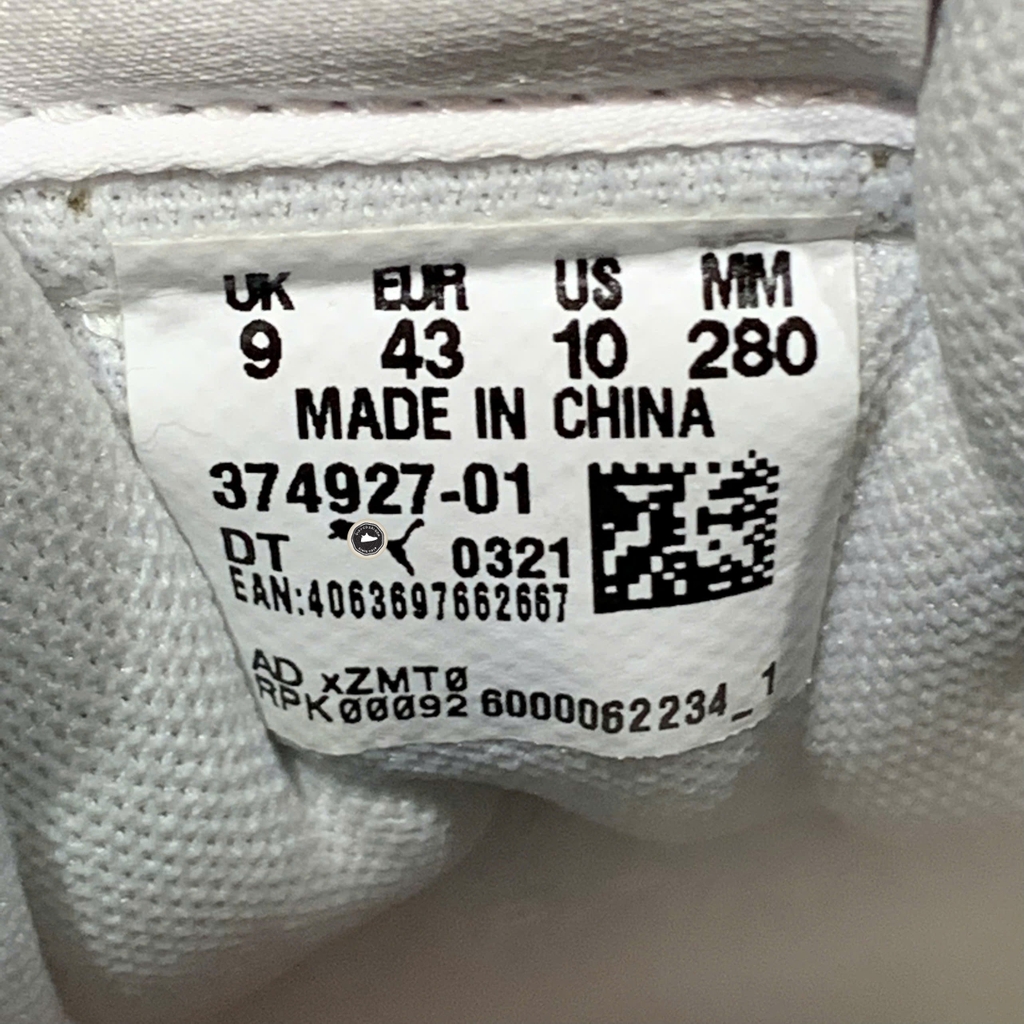 UK EUR US MM
9 43 10 280
MADE IN CHINA
374927-01
DT 0321
EAN:4063697662667
AD xZMT0
RPK00092 6000062234_1